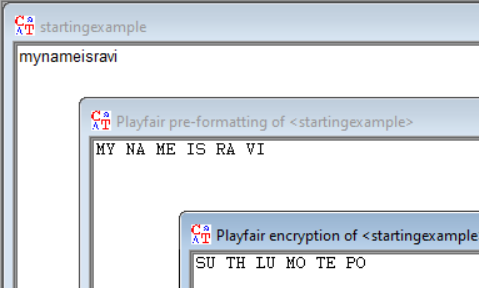 startingexample
mynameisravi
Playfair pre-formatting of <startingexample>
MY NA ME IS RA VI
Playfair encryption of <startingexample
SU TH LU MO TE PO